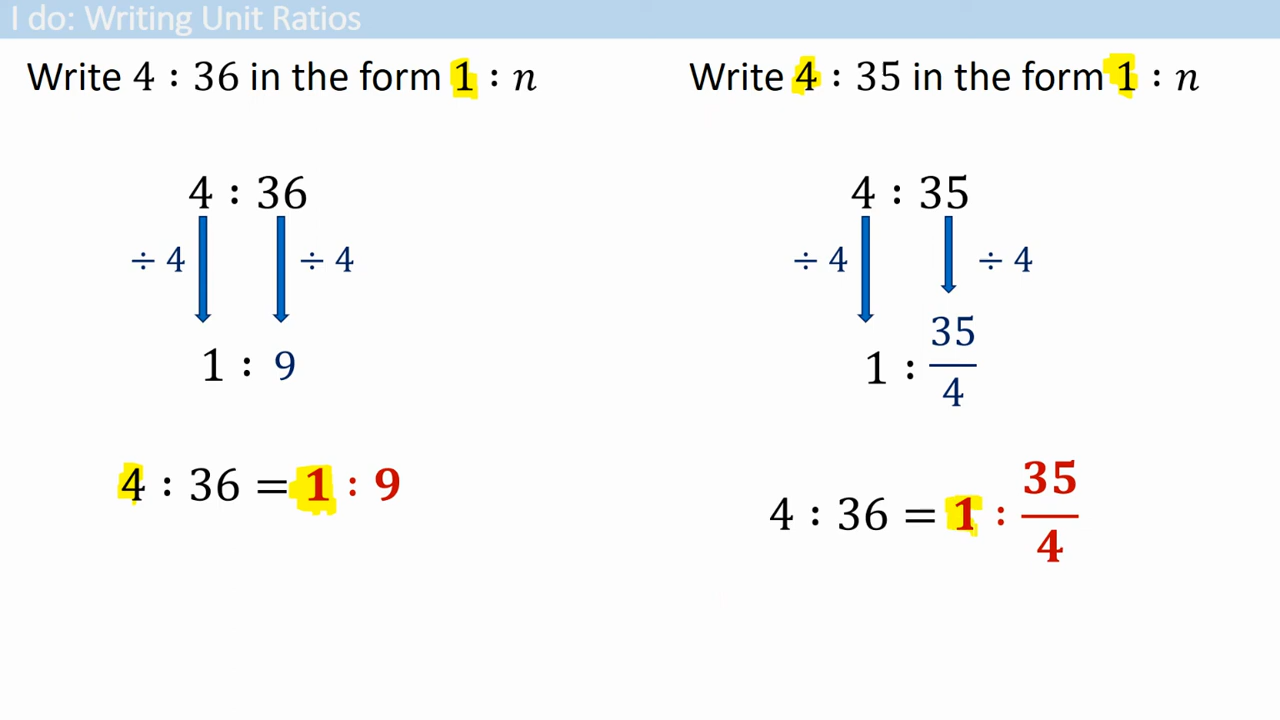 I do: Writing Unit Ratios
Write 4 : 36 in the form 1 : n
4 : 36
÷ 4 ÷ 4
1 : 9
4 : 36 = 1 : 9
Write 4 : 35 in the form 1 : n
4 : 35
÷ 4 ÷ 4
1 : 35/4
4 : 36 = 1 : 35/4